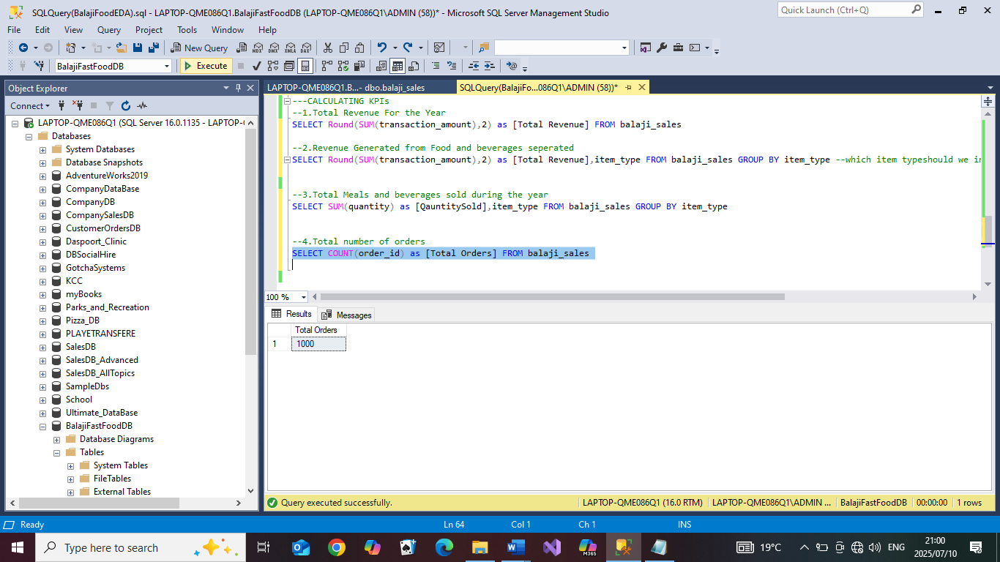 SQLQuery(BalajiFoodEDA).sql - LAPTOP-QME086Q1.BalajiFastFoodDB (LAPTOP-QME086Q1\ADMIN (58))* - Microsoft SQL Server Management Studio
Quick Launch (Ctrl+Q)
File Edit View Query Project Tools Window Help
New Query
MDX DMX XMLA DAX
BalajiFastFoodDB
Execute
Object Explorer
LAPTOP-QME086Q1.B...- dbo.balaji_sales
SQLQuery(BalajiFo...086Q1\ADMIN (58))*
Connect
LAPTOP-QME086Q1 (SQL Server 16.0.1135 - LAPTOP-
Databases
System Databases
Database Snapshots
AdventureWorks2019
CompanyDataBase
CompanyDB
CompanySalesDB
CustomerOrdersDB
Daspoort_Clinic
DBSocialHire
GotchaSystems
KCC
myBooks
Parks_and_Recreation
Pizza_DB
PLAYETRANSFERE
SalesDB
SalesDB_Advanced
SalesDB_AllTopics
SampleDbs
School
Ultimate_DataBase
BalajiFastFoodDB
Database Diagrams
Tables
System Tables
FileTables
External Tables
---CALCULATING KPIs
--1.Total Revenue For the Year
SELECT Round(SUM(transaction_amount),2) as [Total Revenue] FROM balaji_sales
--2.Revenue Generated from Food and beverages seperated
SELECT Round(SUM(transaction_amount),2) as [Total Revenue],item_type FROM balaji_sales GROUP BY item_type --which item typeshould we in
--3.Total Meals and beverages sold during the year
SELECT SUM(quantity) as [QauntitySold],item_type FROM balaji_sales GROUP BY item_type
--4.Total number of orders
SELECT COUNT(order_id) as [Total Orders] FROM balaji_sales
100 %
Results Messages
Total Orders
1 1000
Query executed successfully.
LAPTOP-QME086Q1 (16.0 RTM) LAPTOP-QME086Q1\ADMIN ... BalajiFastFoodDB 00:00:00 1 rows
Ready Ln 64 Col 1 Ch 1 INS
Type here to search
M365
19°C
ENG
21:00
2025/07/10